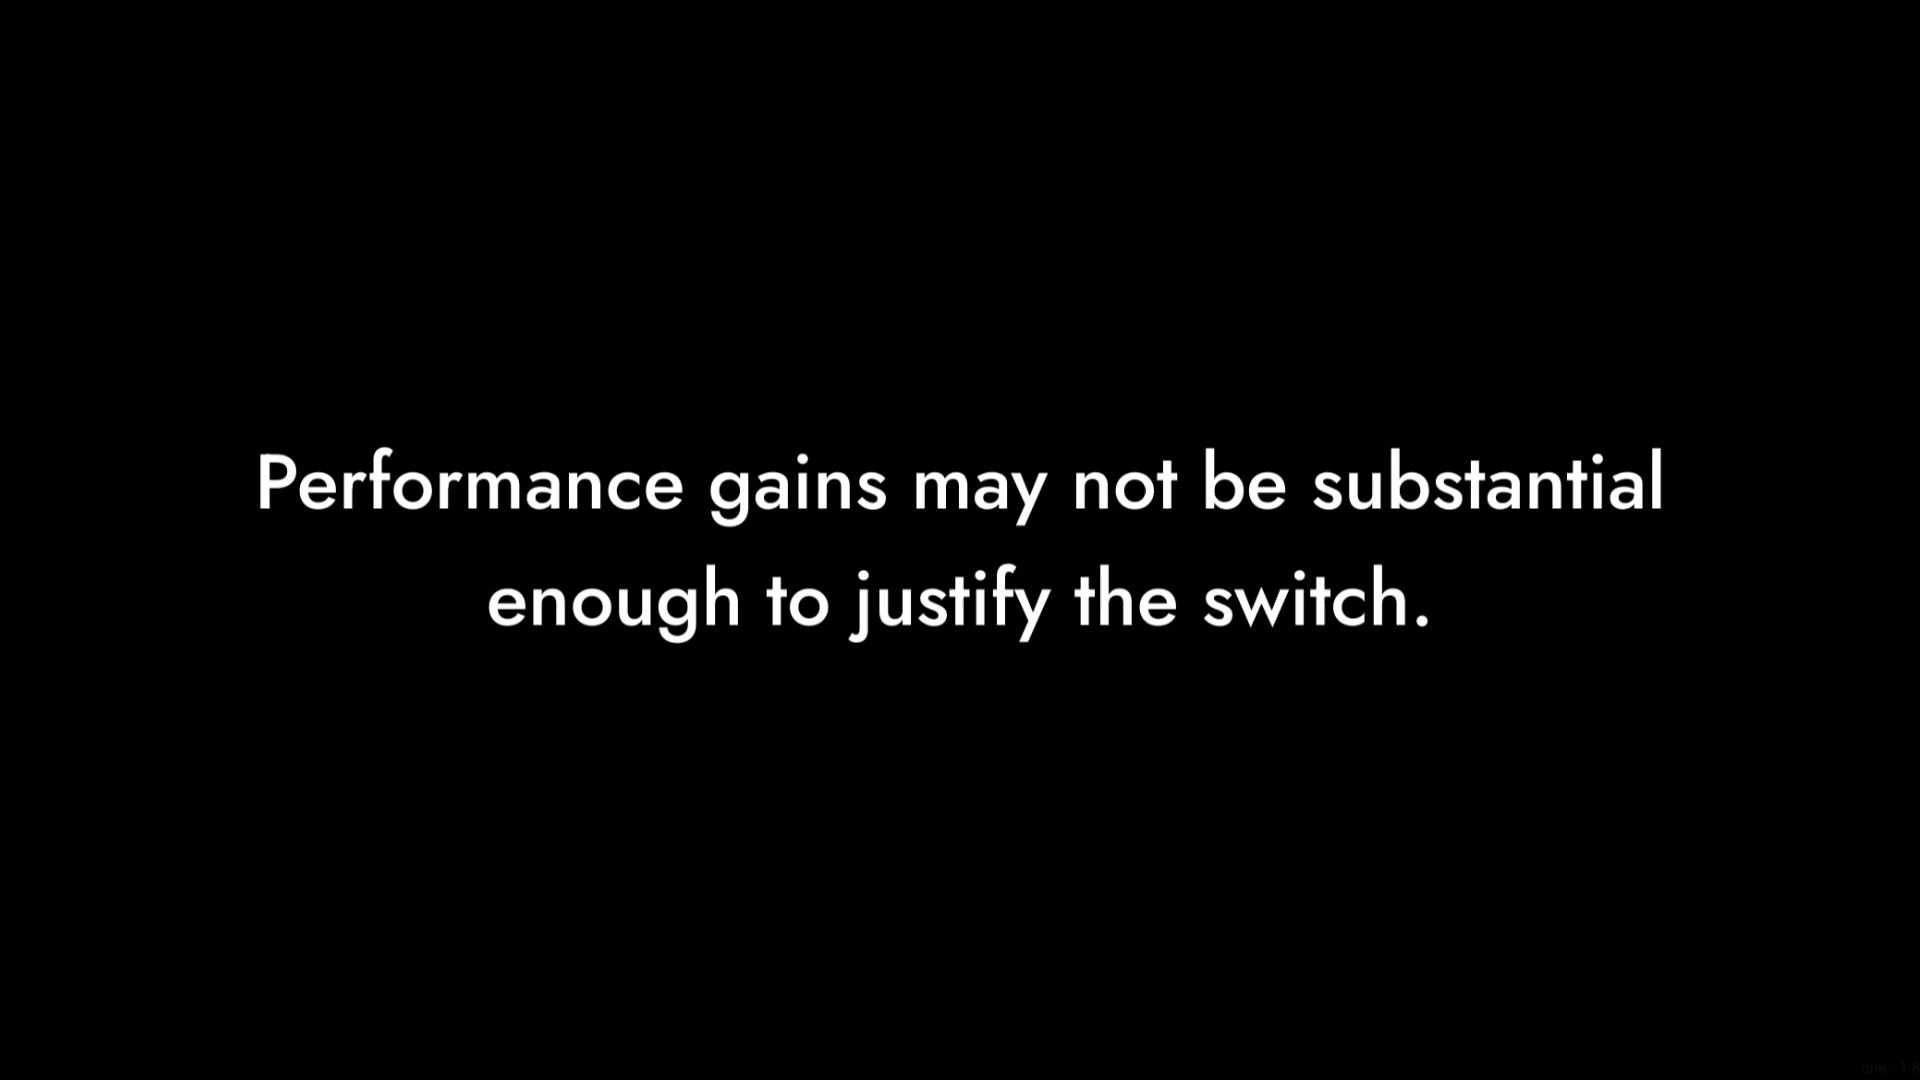 Performance gains may not be substantial
enough to justify the switch.